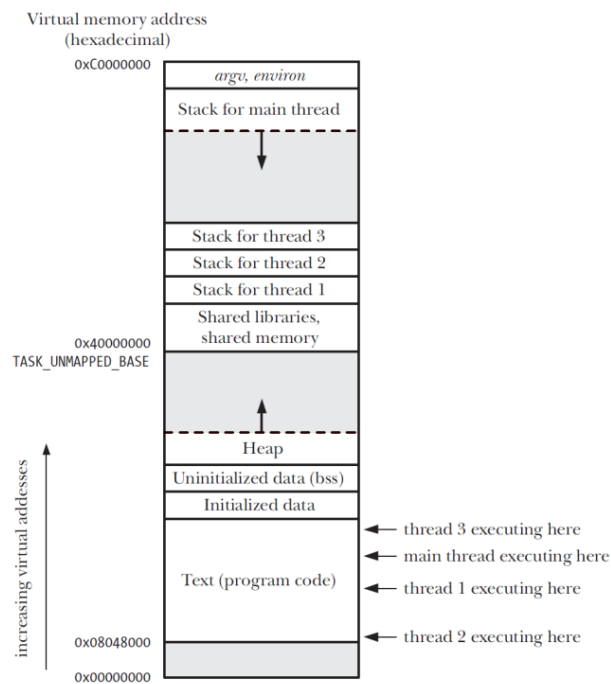 Virtual memory address
(hexadecimal)
0xC0000000
argv, environ
Stack for main thread
Stack for thread 3
Stack for thread 2
Stack for thread 1
Shared libraries,
shared memory
0x40000000
TASK_UNMAPPED_BASE
Heap
Uninitialized data (bss)
Initialized data
thread 3 executing here
main thread executing here
Text (program code)
thread 1 executing here
thread 2 executing here
0x08048000
0x00000000
increasing virtual addesses